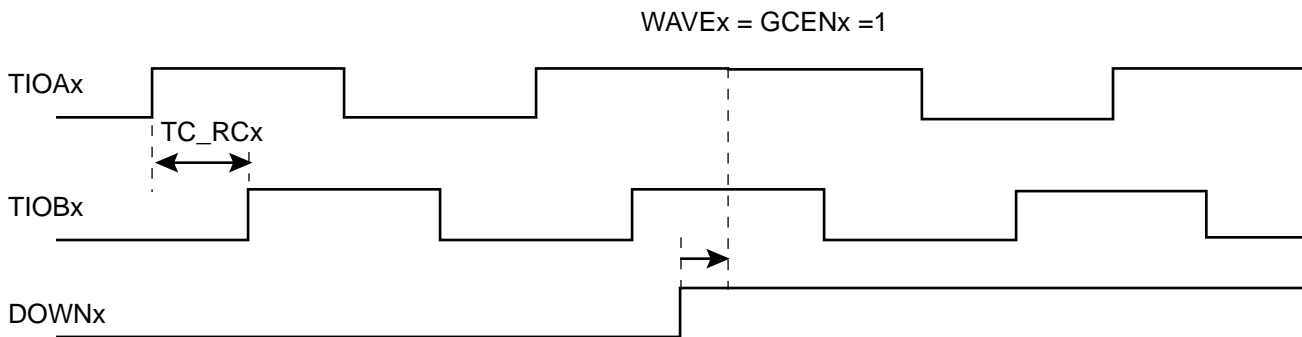 WAVEx = GCENx =1
TIOAx
TC_RCx
TIOBx
DOWNx